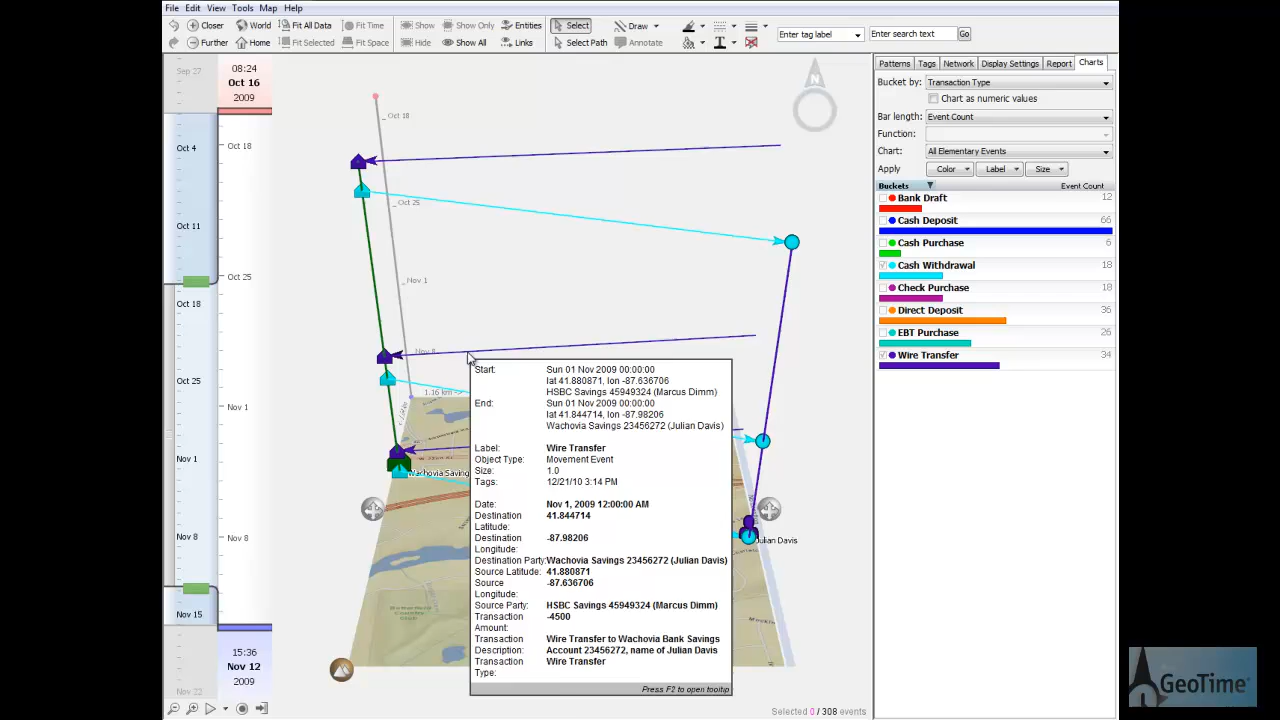 File Edit View Tools Map Help
Closer World Fit All Data Fit Time Show Show Only Entities Select Draw
Further Home Fit Selected Fit Space Hide Show All Links Select Path Annotate
Enter tag label Enter search text Go
Sep 27
Oct 4
Oct 11
Oct 18
Oct 25
Nov 1
Nov 8
Nov 15
Nov 22
08:24
Oct 16
2009
Oct 18
Oct 25
Nov 1
Nov 8
15:36
Nov 12
2009
N
Oct 18
Oct 25
Nov 1
Nov 8
1.16 km ->
Wachovia Saving
Julian Davis
Start: Sun 01 Nov 2009 00:00:00
lat 41.880871, lon -87.636706
HSBC Savings 45949324 (Marcus Dimm)
End: Sun 01 Nov 2009 00:00:00
lat 41.844714, lon -87.98206
Wachovia Savings 23456272 (Julian Davis)
Label: Wire Transfer
Object Type: Movement Event
Size: 1.0
Tags: 12/21/10 3:14 PM
Date: Nov 1, 2009 12:00:00 AM
Destination 41.844714
Latitude:
Destination -87.98206
Longitude:
Destination Party: Wachovia Savings 23456272 (Julian Davis)
Source Latitude: 41.880871
Source -87.636706
Longitude:
Source Party: HSBC Savings 45949324 (Marcus Dimm)
Transaction -4500
Amount:
Transaction Wire Transfer to Wachovia Bank Savings
Description: Account 23456272, name of Julian Davis
Transaction Wire Transfer
Type:
Press F2 to open tooltip
Selected 0 / 308 events
Patterns Tags Network Display Settings Report Charts
Bucket by: Transaction Type
Chart as numeric values
Bar length: Event Count
Function:
Chart: All Elementary Events
Apply Color Label Size
Buckets Event Count
Bank Draft 12
Cash Deposit 66
Cash Purchase 6
Cash Withdrawal 18
Check Purchase 18
Direct Deposit 36
EBT Purchase 26
Wire Transfer 34
GeoTime